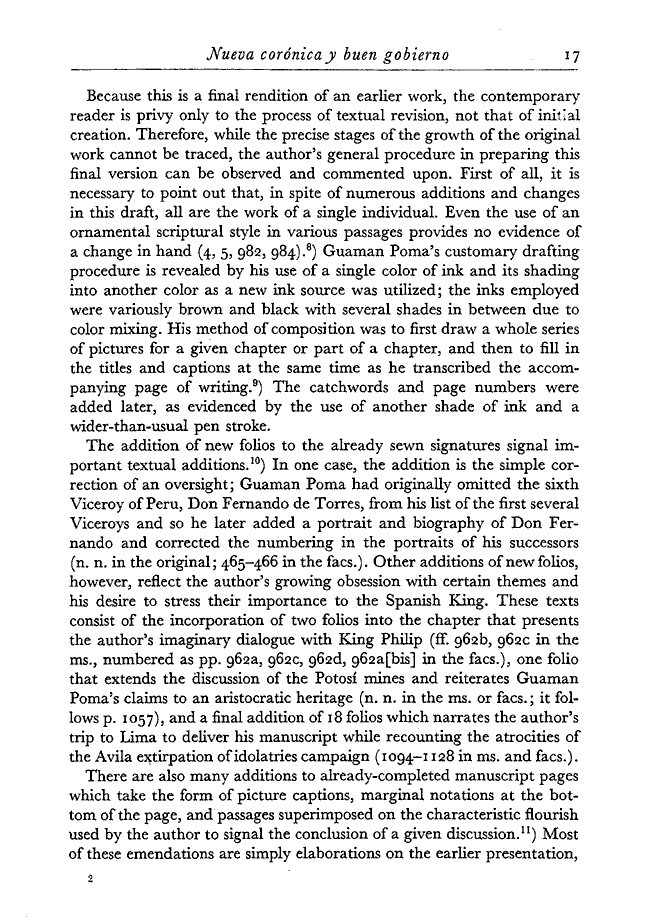 Nueva corónica y buen gobierno 17
Because this is a final rendition of an earlier work, the contemporary
reader is privy only to the process of textual revision, not that of initial
creation. Therefore, while the precise stages of the growth of the original
work cannot be traced, the author's general procedure in preparing this
final version can be observed and commented upon. First of all, it is
necessary to point out that, in spite of numerous additions and changes
in this draft, all are the work of a single individual. Even the use of an
ornamental scriptural style in various passages provides no evidence of
a change in hand (4, 5, 982, 984).⁸) Guaman Poma's customary drafting
procedure is revealed by his use of a single color of ink and its shading
into another color as a new ink source was utilized; the inks employed
were variously brown and black with several shades in between due to
color mixing. His method of composition was to first draw a whole series
of pictures for a given chapter or part of a chapter, and then to fill in
the titles and captions at the same time as he transcribed the accom-
panying page of writing.⁹) The catchwords and page numbers were
added later, as evidenced by the use of another shade of ink and a
wider-than-usual pen stroke.
The addition of new folios to the already sewn signatures signal im-
portant textual additions.¹⁰) In one case, the addition is the simple cor-
rection of an oversight; Guaman Poma had originally omitted the sixth
Viceroy of Peru, Don Fernando de Torres, from his list of the first several
Viceroys and so he later added a portrait and biography of Don Fer-
nando and corrected the numbering in the portraits of his successors
(n. n. in the original; 465–466 in the facs.). Other additions of new folios,
however, reflect the author's growing obsession with certain themes and
his desire to stress their importance to the Spanish King. These texts
consist of the incorporation of two folios into the chapter that presents
the author's imaginary dialogue with King Philip (ff. 962b, 962c in the
ms., numbered as pp. 962a, 962c, 962d, 962a[bis] in the facs.), one folio
that extends the discussion of the Potosí mines and reiterates Guaman
Poma's claims to an aristocratic heritage (n. n. in the ms. or facs.; it fol-
lows p. 1057), and a final addition of 18 folios which narrates the author's
trip to Lima to deliver his manuscript while recounting the atrocities of
the Avila extirpation of idolatries campaign (1094–1128 in ms. and facs.).
There are also many additions to already-completed manuscript pages
which take the form of picture captions, marginal notations at the bot-
tom of the page, and passages superimposed on the characteristic flourish
used by the author to signal the conclusion of a given discussion.¹¹) Most
of these emendations are simply elaborations on the earlier presentation,
2